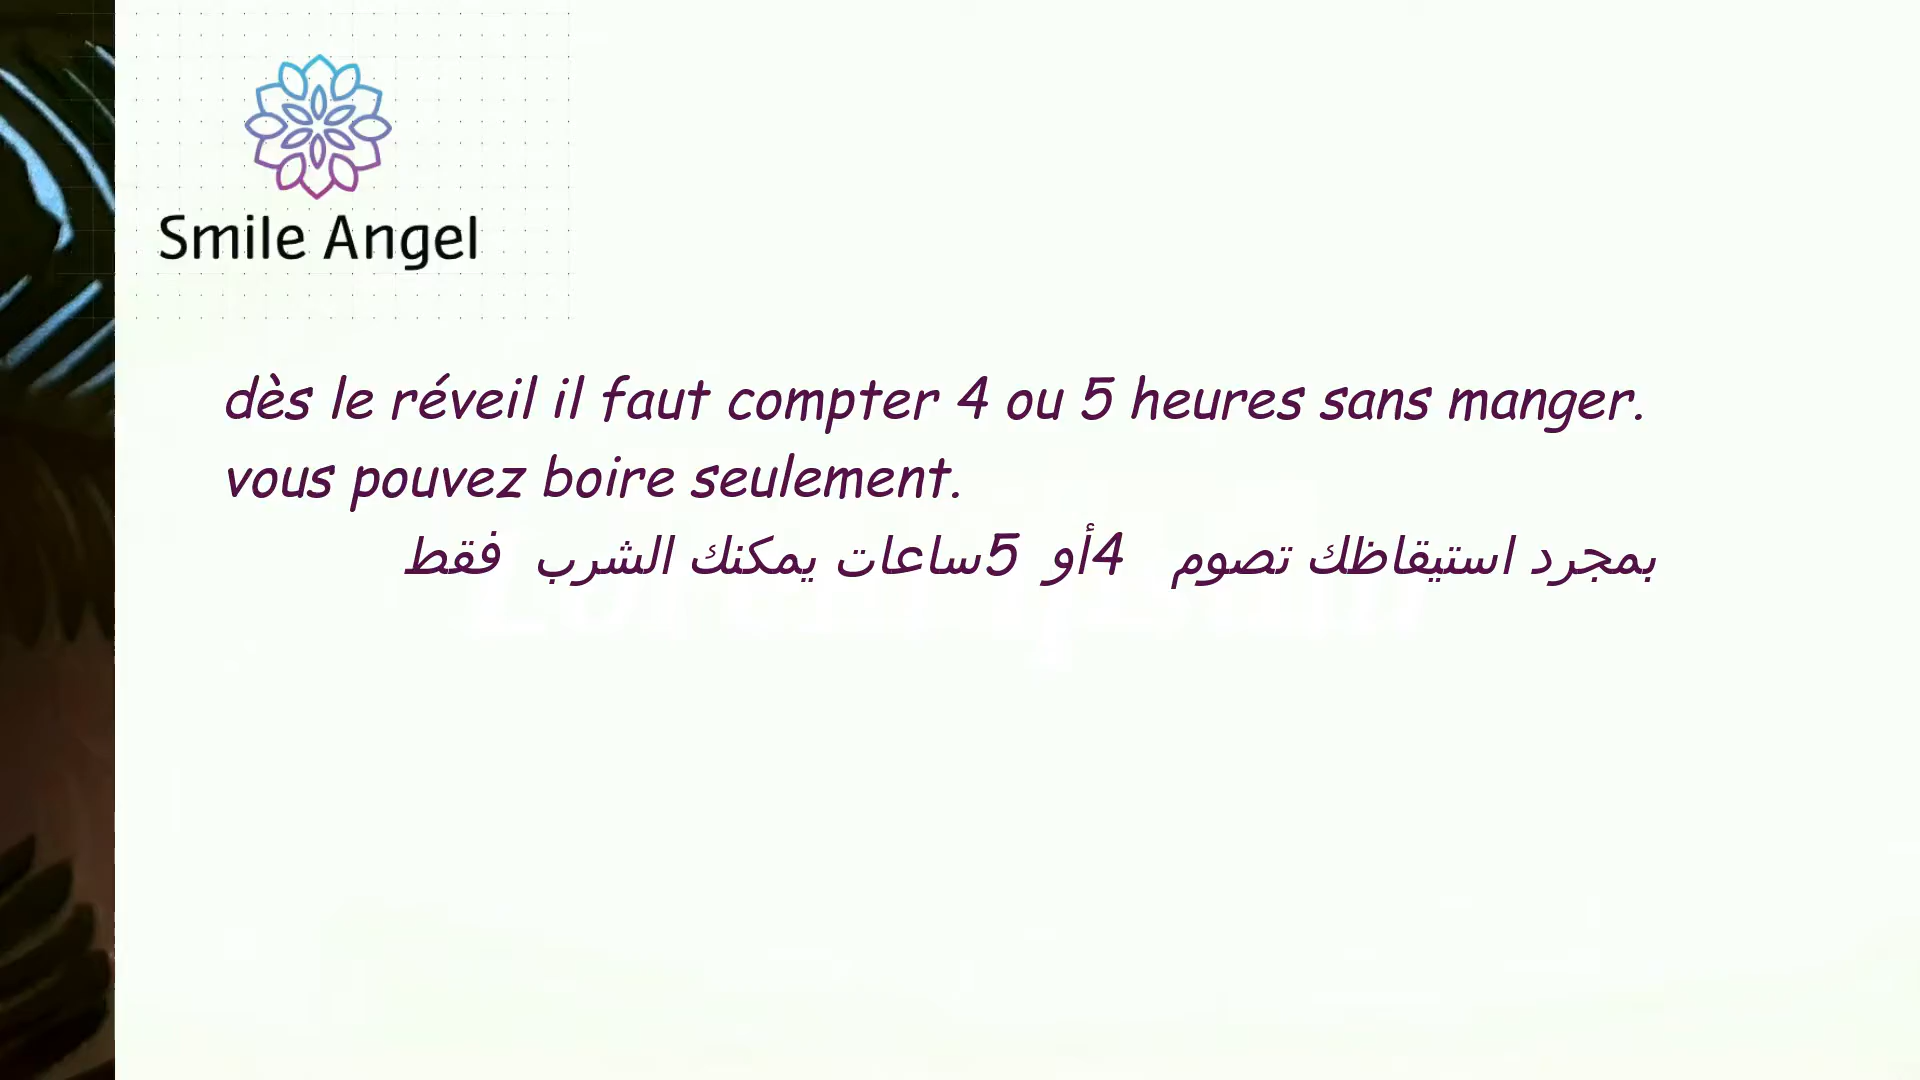 Smile Angel
dès le réveil il faut compter 4 ou 5 heures sans manger.
vous pouvez boire seulement.
بمجرد استيقاظك تصوم 4أو 5ساعات يمكنك الشرب فقط